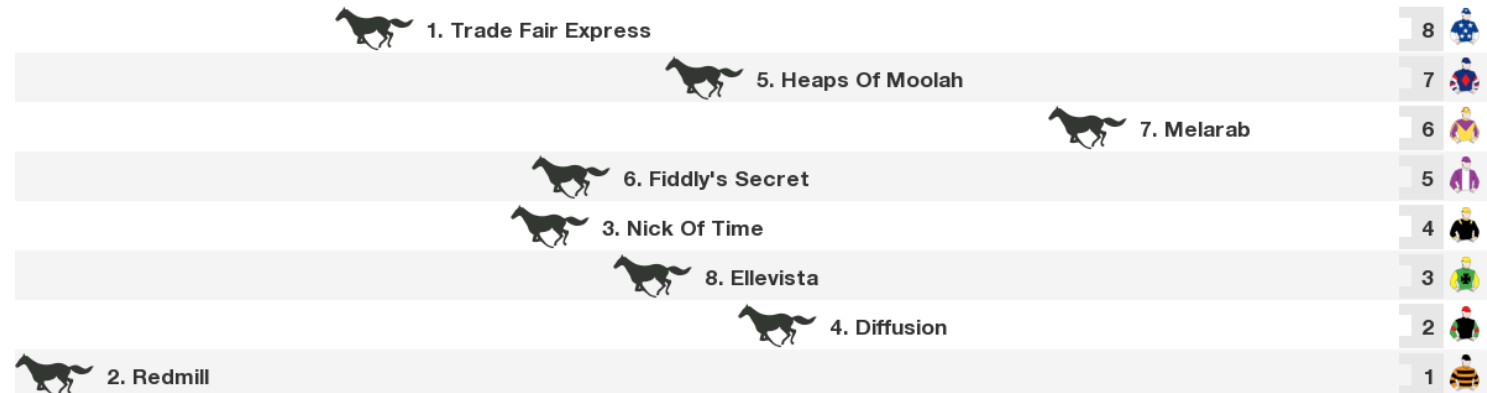 1. Trade Fair Express 8
5. Heaps Of Moolah 7
7. Melarab 6
6. Fiddly's Secret 5
3. Nick Of Time 4
8. Ellevista 3
4. Diffusion 2
2. Redmill 1